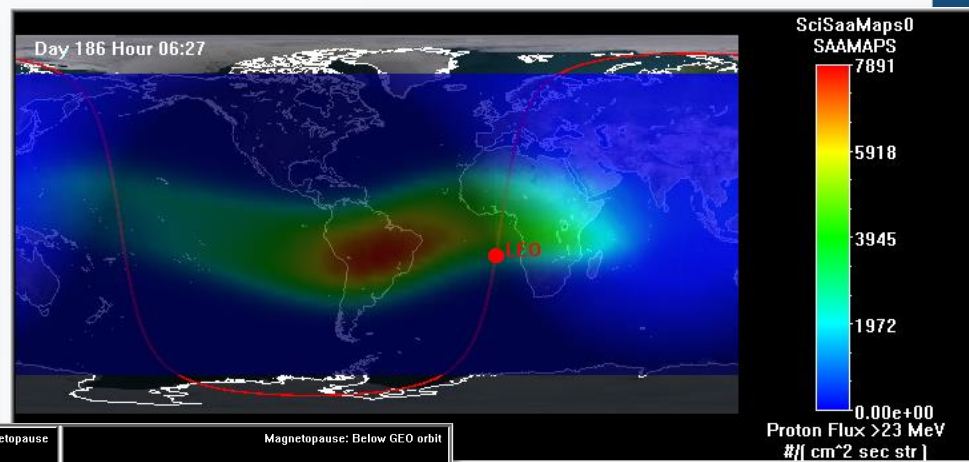 SciSaaMaps0
SAAMAPS
Day 186 Hour 06:27
7891
5918
3945
1972
0.00e+00
LEO
Proton Flux >23 MeV
#/[ cm^2 sec str ]
Magnetopause: Below GEO orbit